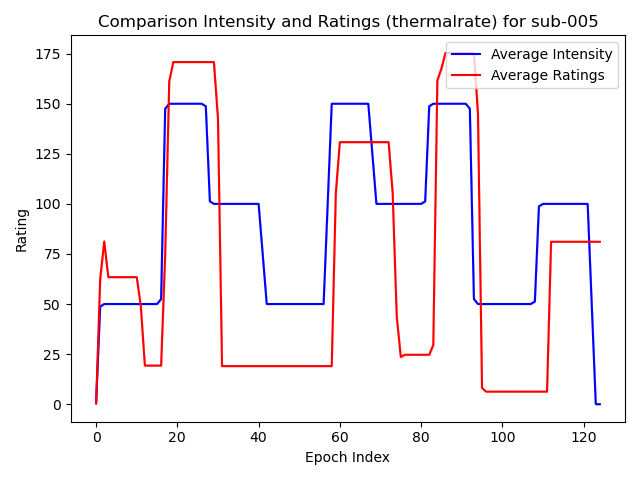 Comparison Intensity and Ratings (thermalrate) for sub-005
Average Intensity
Average Ratings
Rating
175
150
125
100
75
50
25
0
0 20 40 60 80 100 120
Epoch Index